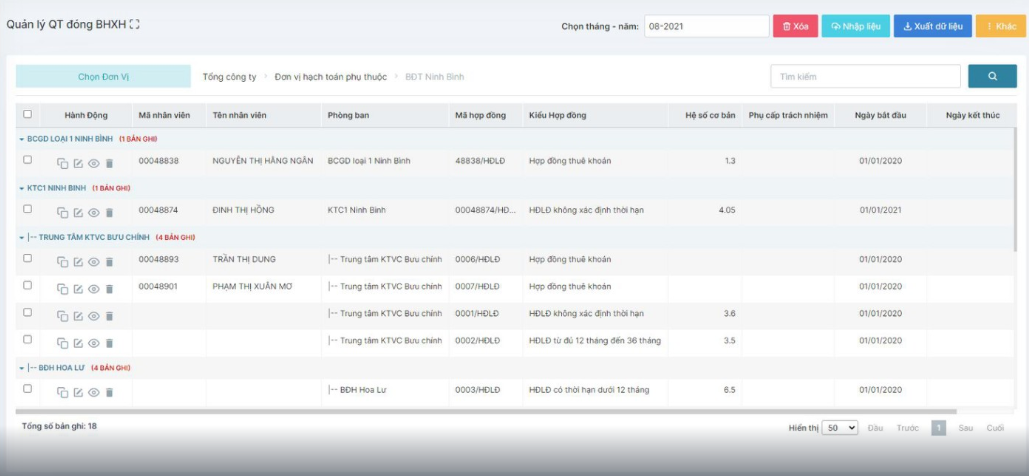 Quản lý QT đóng BHXH
Chọn tháng - năm: 08-2021 Xóa Nhập liệu Xuất dữ liệu Khác
Chọn Đơn Vị Tổng công ty Đơn vị hạch toán phụ thuộc BĐT Ninh Bình Tìm kiếm
Hành Động Mã nhân viên Tên nhân viên Phòng ban Mã hợp đồng Kiểu Hợp đồng Hệ số cơ bản Phụ cấp trách nhiệm Ngày bắt đầu Ngày kết thúc
BCGD LOẠI 1 NINH BÌNH (1 BẢN GHI)
00048838 NGUYỄN THỊ HẰNG NGÂN BCGD loại 1 Ninh Bình 48838/HĐLĐ Hợp đồng thuê khoán 1.3 01/01/2020
KTC1 NINH BINH (1 BẢN GHI)
00048874 ĐINH THỊ HỒNG KTC1 Ninh Binh 00048874/HĐ... HĐLĐ không xác định thời hạn 4.05 01/01/2021
|-- TRUNG TÂM KTVC BƯU CHÍNH (4 BẢN GHI)
00048893 TRẦN THỊ DUNG |-- Trung tâm KTVC Bưu chính 0006/HĐLĐ Hợp đồng thuê khoán 01/01/2020
00048901 PHẠM THỊ XUÂN MƠ |-- Trung tâm KTVC Bưu chính 0007/HĐLĐ Hợp đồng thuê khoán 01/01/2020
|-- Trung tâm KTVC Bưu chính 0001/HĐLĐ HĐLĐ không xác định thời hạn 3.6 01/01/2020
|-- Trung tâm KTVC Bưu chính 0002/HĐLĐ HĐLĐ từ đủ 12 tháng đến 36 tháng 3.5 01/01/2020
|-- BĐH HOA LƯ (4 BẢN GHI)
|-- BĐH Hoa Lư 0003/HĐLĐ HĐLĐ có thời hạn dưới 12 tháng 6.5 01/01/2020
Tổng số bản ghi: 18 Hiển thị 50 Đầu Trước 1 Sau Cuối